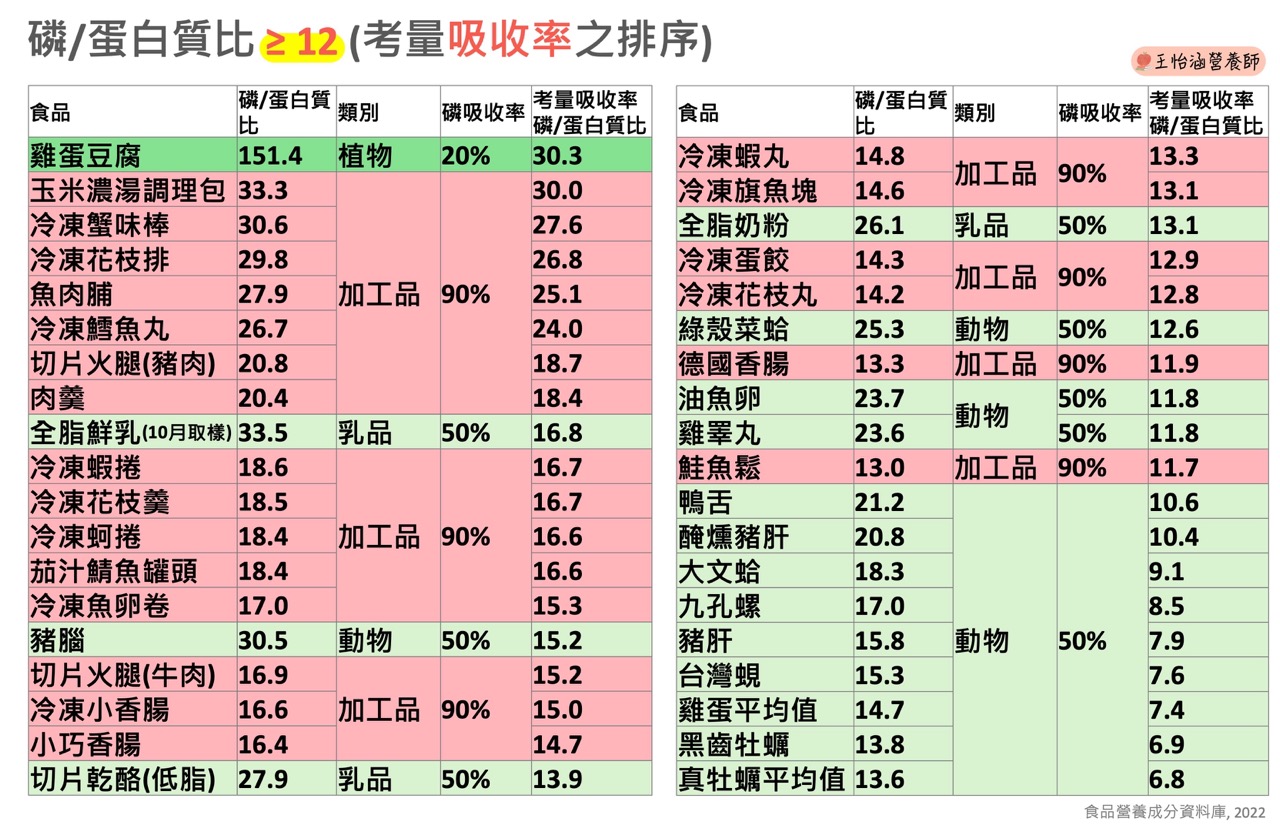 磷/蛋白質比 ≥ 12 (考量吸收率之排序)
王怡涵營養師
食品 磷/蛋白質比 類別 磷吸收率 考量吸收率磷/蛋白質比
雞蛋豆腐 151.4 植物 20% 30.3
玉米濃湯調理包 33.3 30.0
冷凍蟹味棒 30.6 27.6
冷凍花枝排 29.8 26.8
魚肉脯 27.9 加工品 90% 25.1
冷凍鱈魚丸 26.7 24.0
切片火腿(豬肉) 20.8 18.7
肉羹 20.4 18.4
全脂鮮乳(10月取樣) 33.5 乳品 50% 16.8
冷凍蝦捲 18.6 16.7
冷凍花枝羹 18.5 16.7
冷凍蚵捲 18.4 加工品 90% 16.6
茄汁鯖魚罐頭 18.4 16.6
冷凍魚卵卷 17.0 15.3
豬腦 30.5 動物 50% 15.2
切片火腿(牛肉) 16.9 15.2
冷凍小香腸 16.6 加工品 90% 15.0
小巧香腸 16.4 14.7
切片乾酪(低脂) 27.9 乳品 50% 13.9
食品 磷/蛋白質比 類別 磷吸收率 考量吸收率磷/蛋白質比
冷凍蝦丸 14.8 加工品 90% 13.3
冷凍旗魚塊 14.6 13.1
全脂奶粉 26.1 乳品 50% 13.1
冷凍蛋餃 14.3 加工品 90% 12.9
冷凍花枝丸 14.2 12.8
綠殼菜蛤 25.3 動物 50% 12.6
德國香腸 13.3 加工品 90% 11.9
油魚卵 23.7 動物 50% 11.8
雞睪丸 23.6 50% 11.8
鮭魚鬆 13.0 加工品 90% 11.7
鴨舌 21.2 10.6
醃燻豬肝 20.8 10.4
大文蛤 18.3 9.1
九孔螺 17.0 8.5
豬肝 15.8 動物 50% 7.9
台灣蜆 15.3 7.6
雞蛋平均值 14.7 7.4
黑齒牡蠣 13.8 6.9
真牡蠣平均值 13.6 6.8
食品營養成分資料庫, 2022